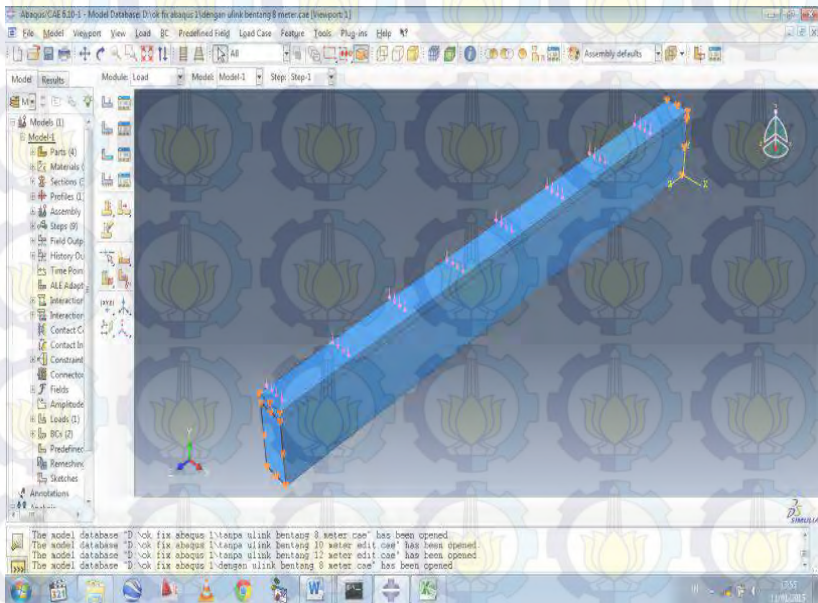 Abaqus/CAE 6.10-1 - Model Database: D:\ok fix abaqus 1\dengan ulink bentang 8 meter.cae [Viewport: 1]
File Model Viewport View Load BC Predefined Field Load Case Feature Tools Plug-ins Help
All Assembly defaults
Model Results Module: Load Model: Model-1 Step: Step-1
Models (1)
Model-1
Parts (4)
Materials (
Sections (3
Profiles (1
Assembly
Steps (9)
Field Outp
History Ou
Time Poin
ALE Adapt
Interaction
Interaction
Contact C
Contact In
Constraint
Connector
Fields
Amplitude
Loads (1)
BCs (2)
Predefined
Remeshing
Sketches
Annotations
Y
X
SIMULIA
The model database "D:\ok fix abaqus 1\tanpa ulink bentang 8 meter.cae" has been opened.
The model database "D:\ok fix abaqus 1\tanpa ulink bentang 10 meter edit.cae" has been opened.
The model database "D:\ok fix abaqus 1\tanpa ulink bentang 12 meter edit.cae" has been opened.
The model database "D:\ok fix abaqus 1\dengan ulink bentang 8 meter.cae" has been opened.